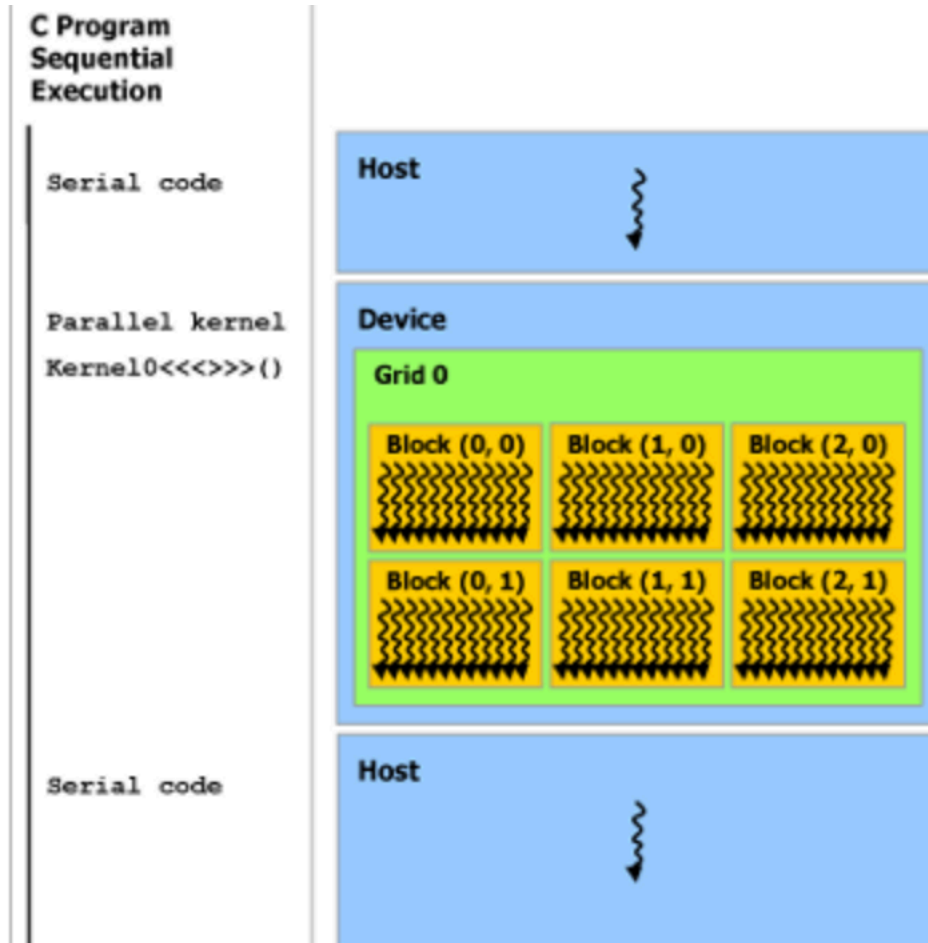 C Program
Sequential
Execution
Serial code
Host
Parallel kernel
Device
Kernel0<<<>>>()
Grid 0
Block (0, 0) Block (1, 0) Block (2, 0)
Block (0, 1) Block (1, 1) Block (2, 1)
Serial code
Host